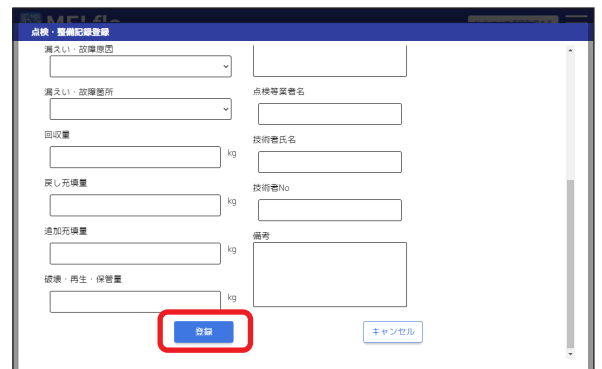 MELflo
点検・整備記録登録
漏えい・故障原因
漏えい・故障箇所
点検等業者名
回収量
kg
技術者氏名
戻し充填量
kg
技術者No
追加充填量
kg
備考
破壊・再生・保管量
kg
登録
キャンセル